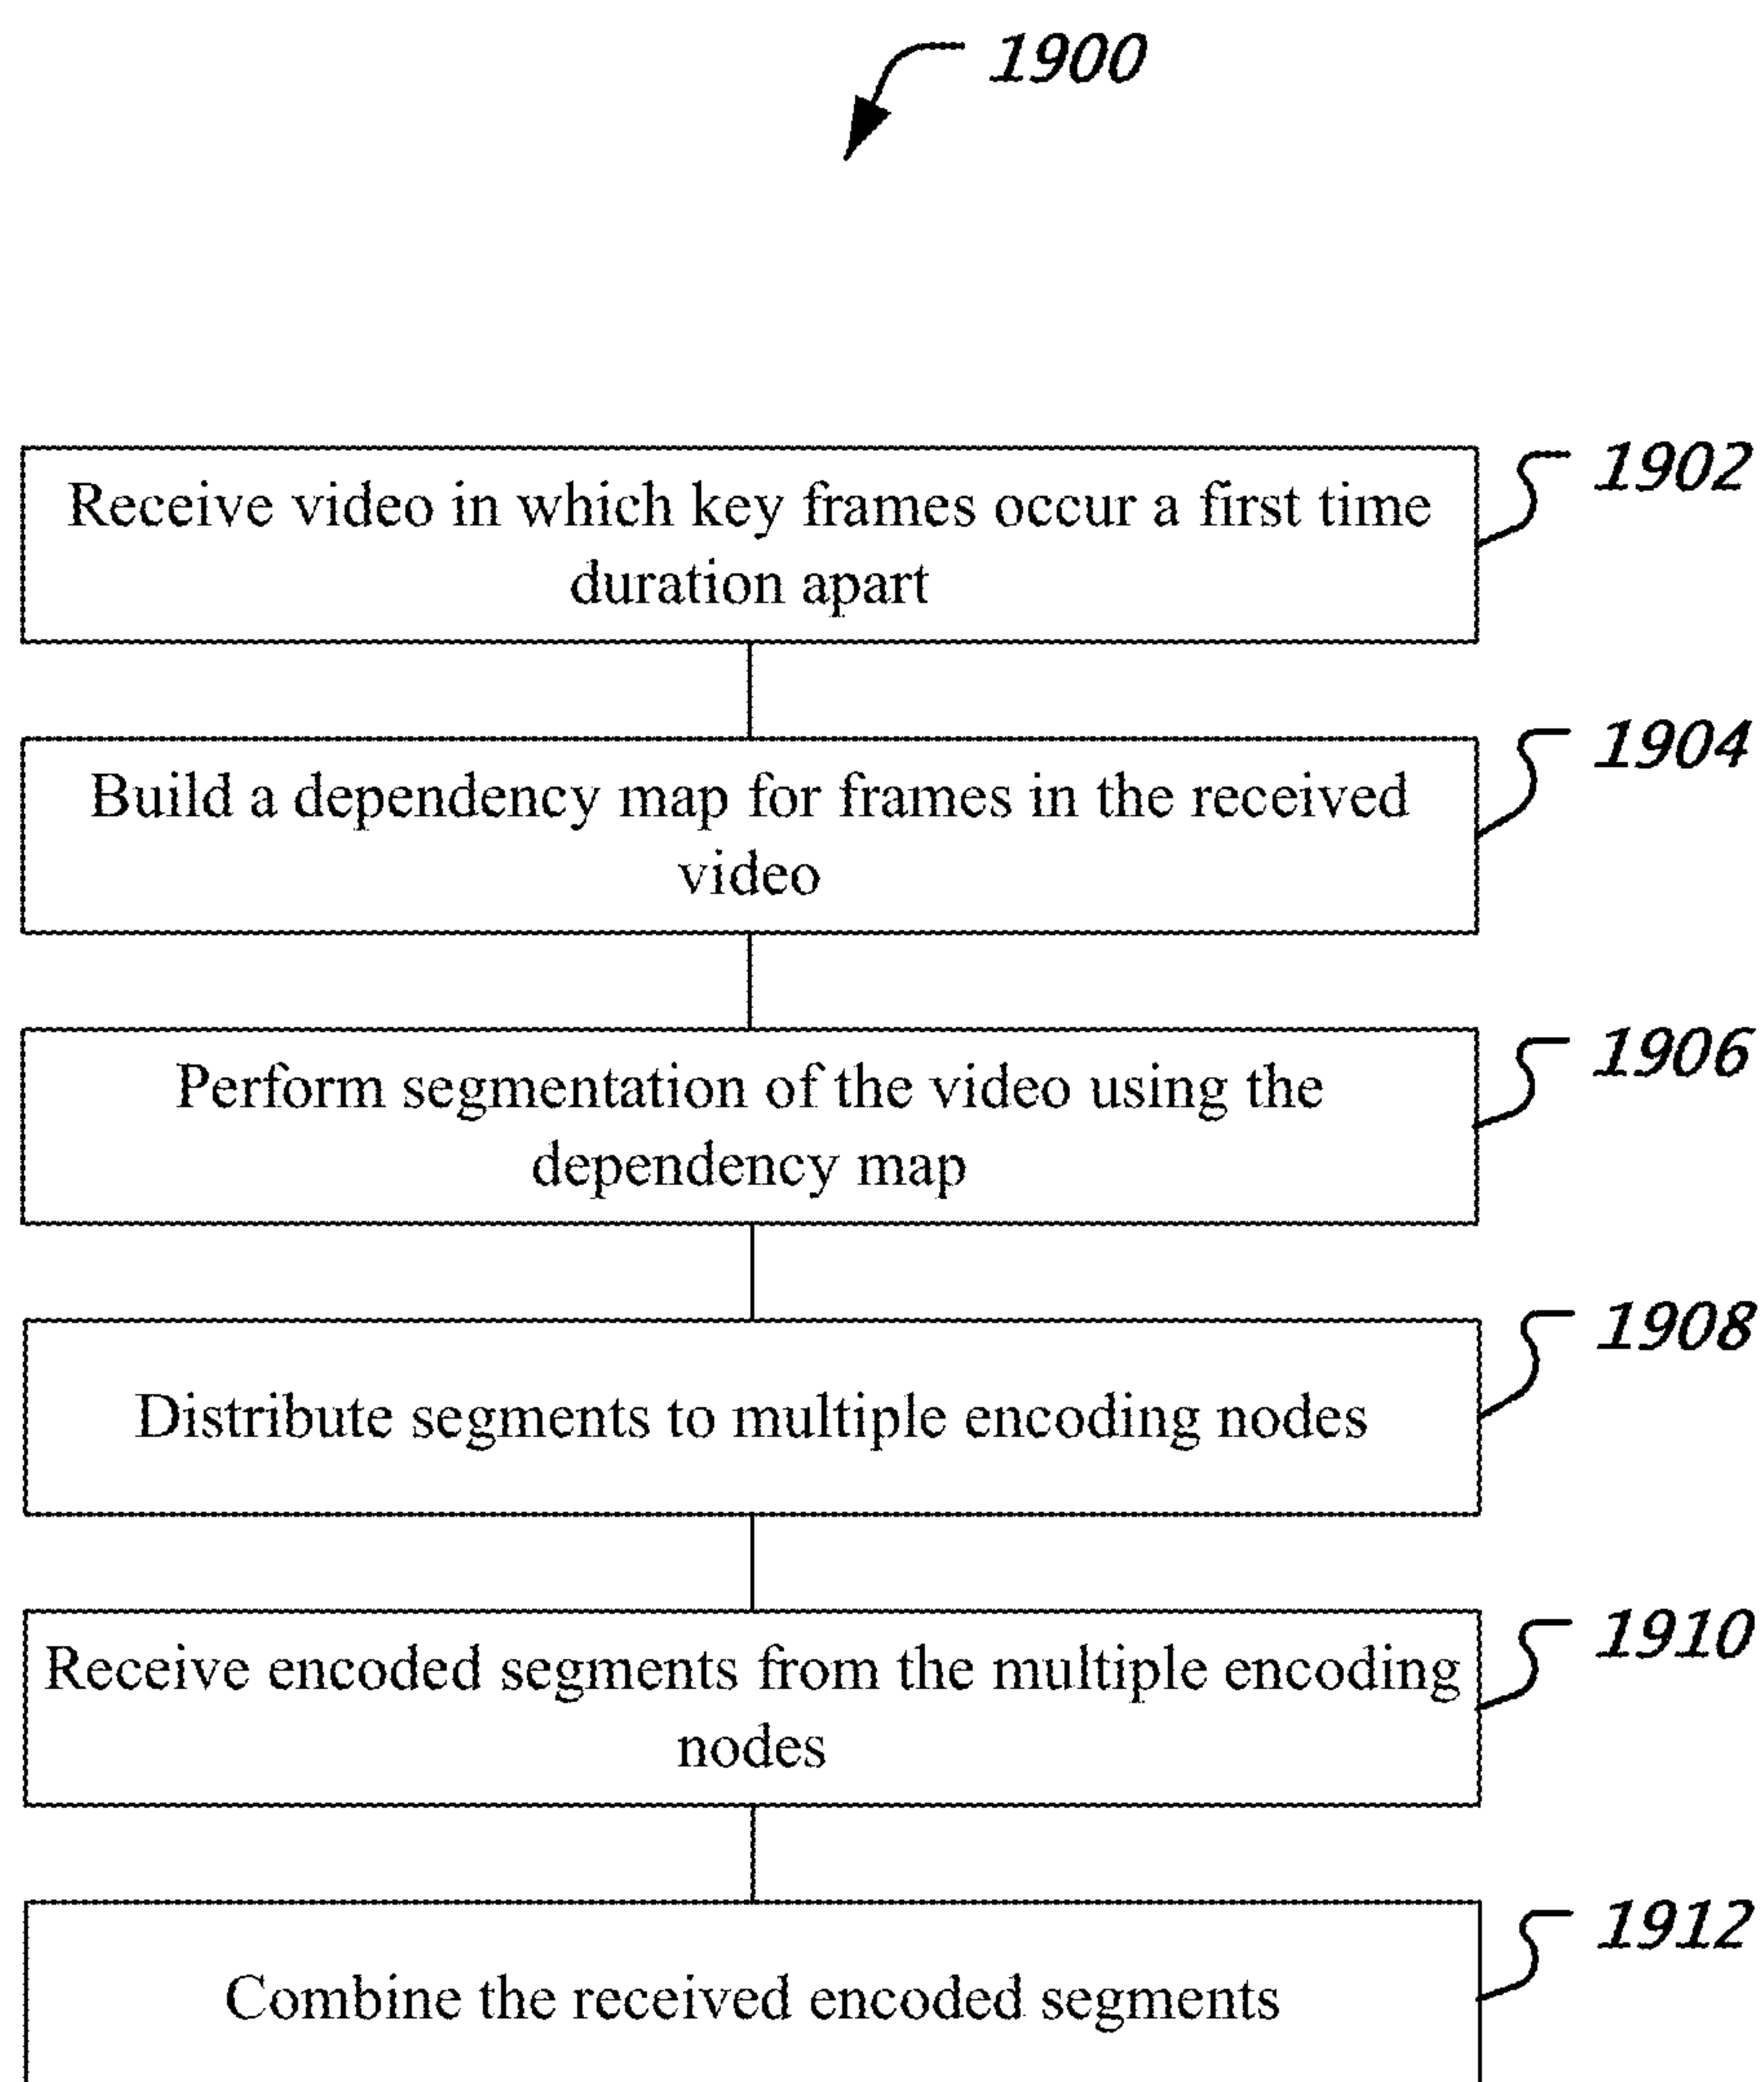 1900
Receive video in which key frames occur a first time
duration apart
1902
Build a dependency map for frames in the received
video
1904
Perform segmentation of the video using the
dependency map
1906
Distribute segments to multiple encoding nodes
1908
Receive encoded segments from the multiple encoding
nodes
1910
Combine the received encoded segments
1912